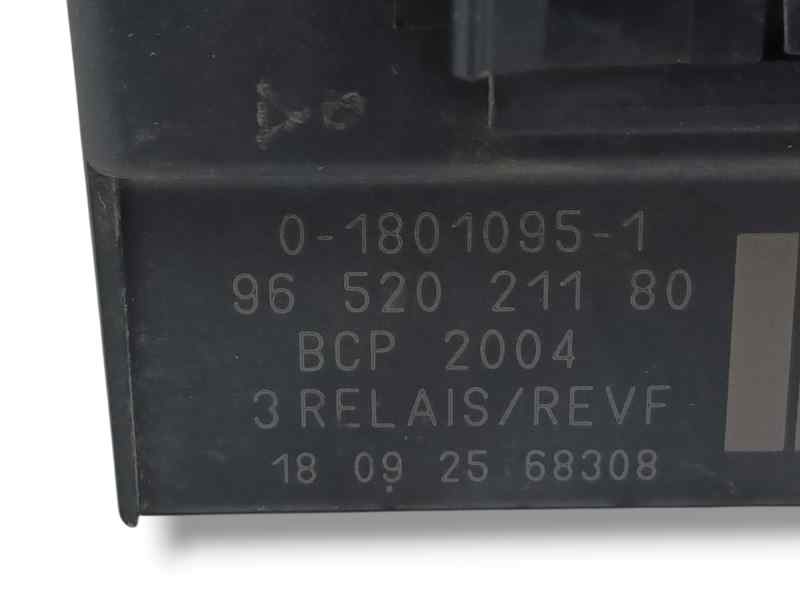 0-1801095-1
96 520 211 80
BCP 2004
3 RELAIS/REVF
18 09 25 68308